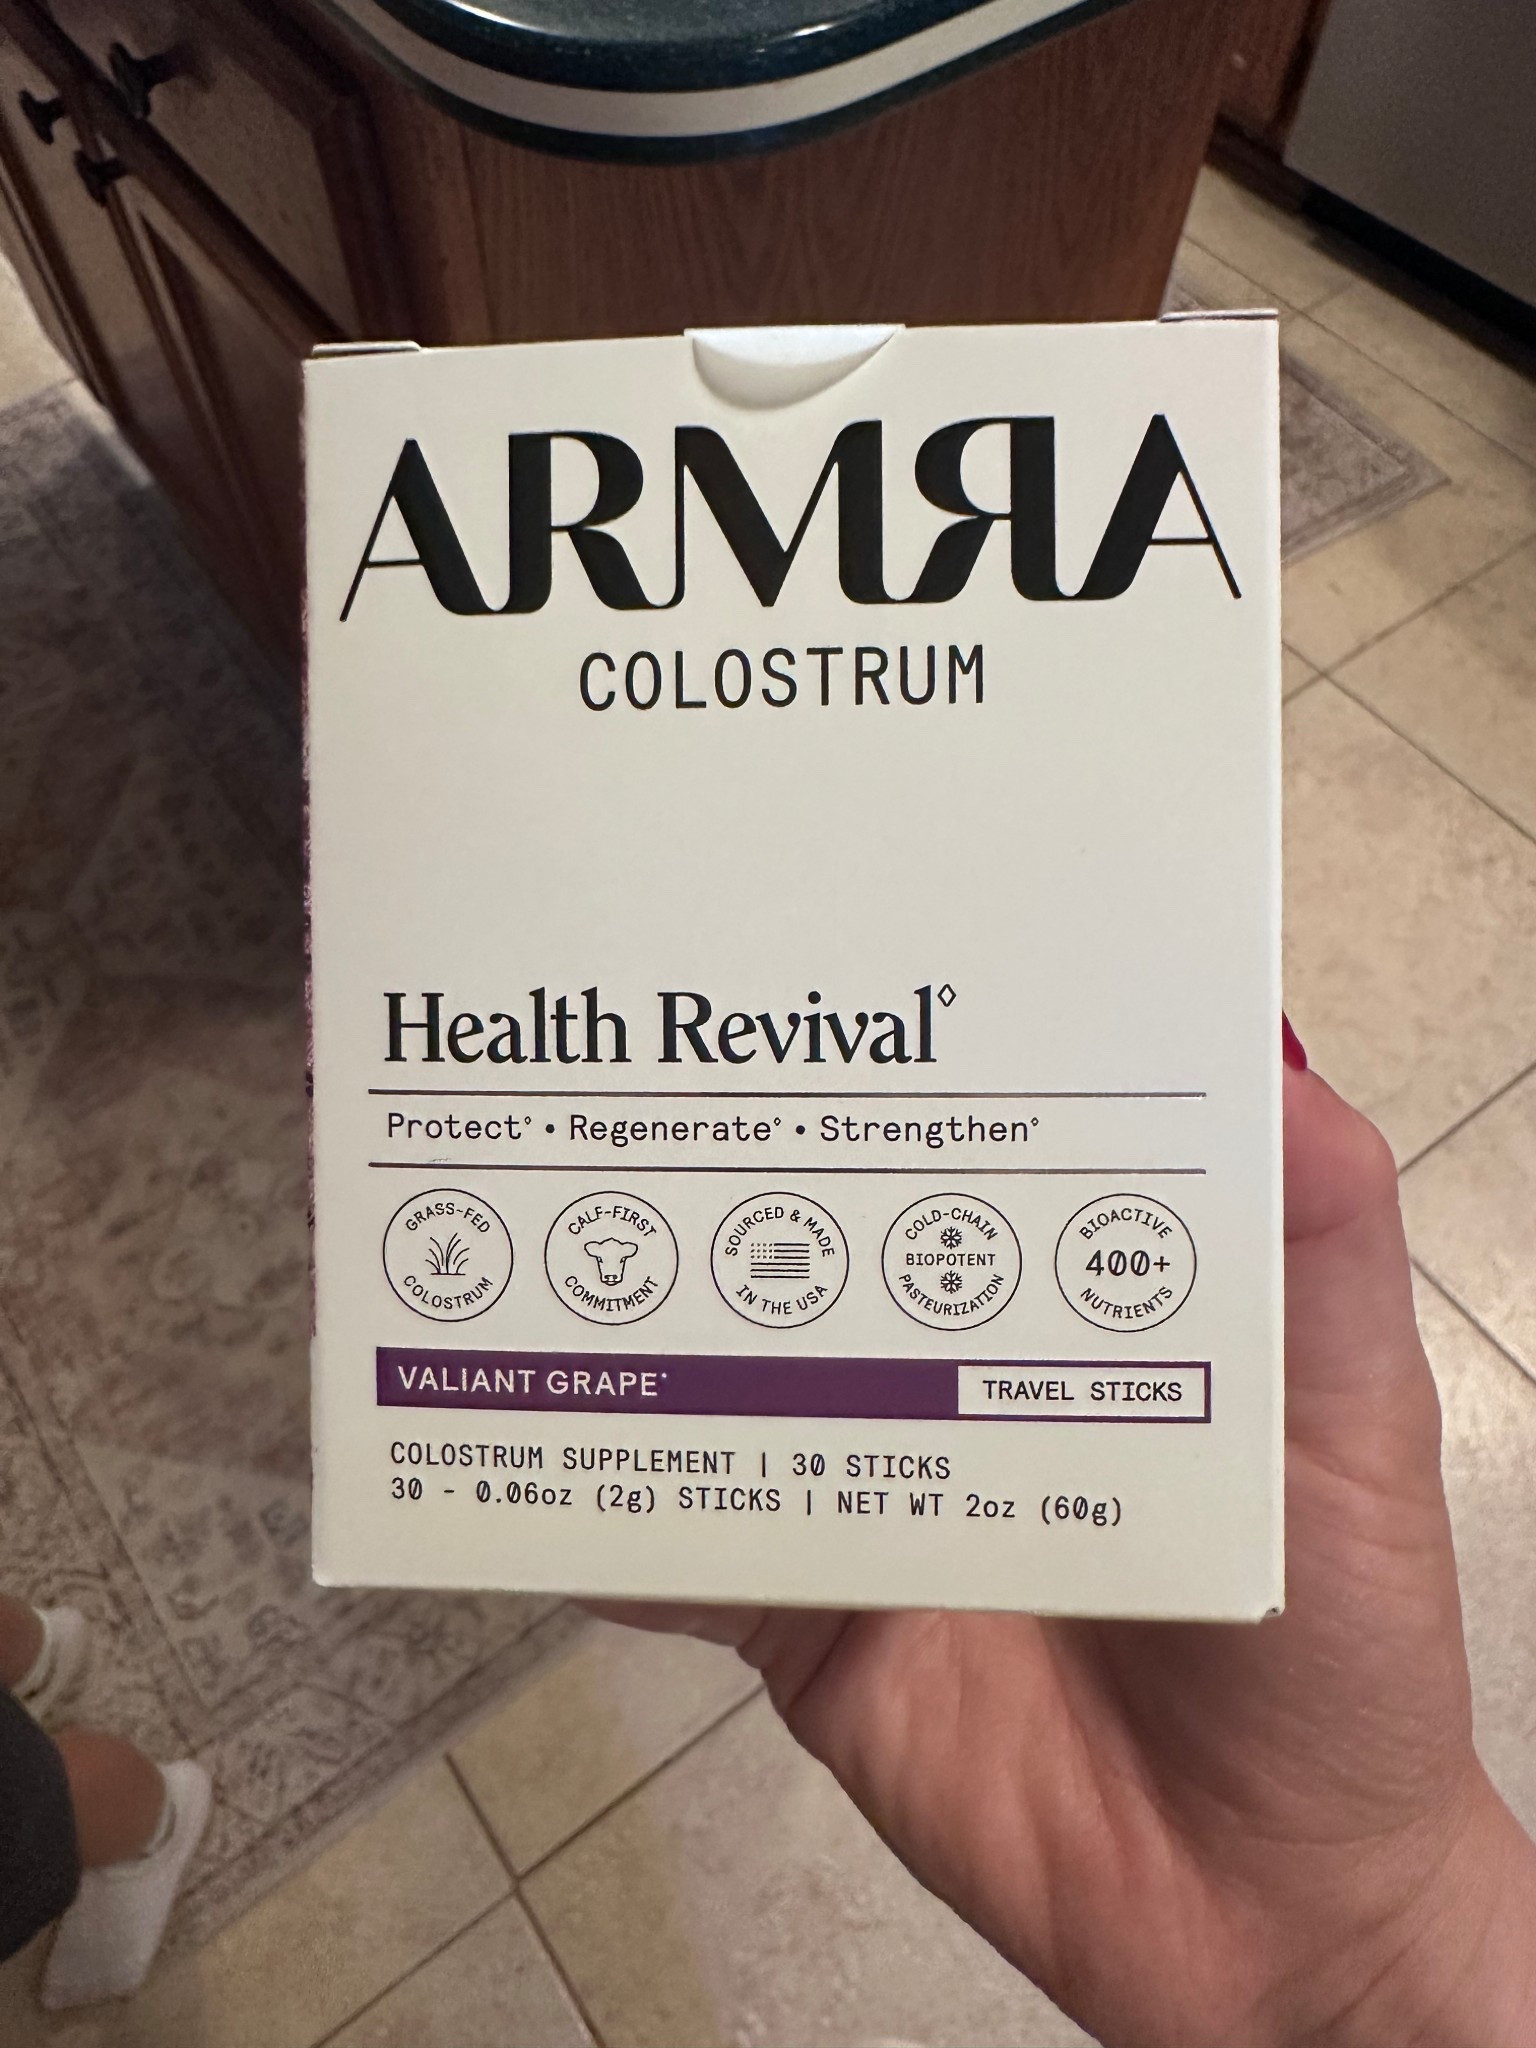 ARMRA
COLOSTRUM
Health Revival◊
Protect◊ • Regenerate◊ • Strengthen◊
GRASS-FED
COLOSTRUM
CALF-FIRST
COMMITMENT
SOURCED & MADE
IN THE USA
COLD-CHAIN
BIOPOTENT
PASTEURIZATION
BIOACTIVE
400+
NUTRIENTS
VALIANT GRAPE*
TRAVEL STICKS
COLOSTRUM SUPPLEMENT | 30 STICKS
30 - 0.06oz (2g) STICKS | NET WT 2oz (60g)